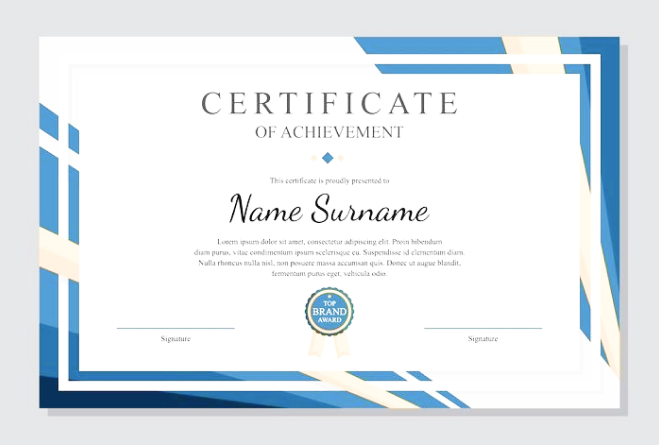 CERTIFICATE
OF ACHIEVEMENT
This certificate is proudly presented to
Name Surname
Lorem ipsum dolor sit amet, consectetur adipiscing elit. Proin bibendum
diam purus, vitae condimentum ipsum scelerisque eu. Suspendisse id elementum diam.
Nulla rhoncus nulla nisl, non posuete massa accumsan quis. Donec ut augue blandit,
fermentum purus eget, vehicula odio.
TOP
BRAND
AWARD
Signature
Signature